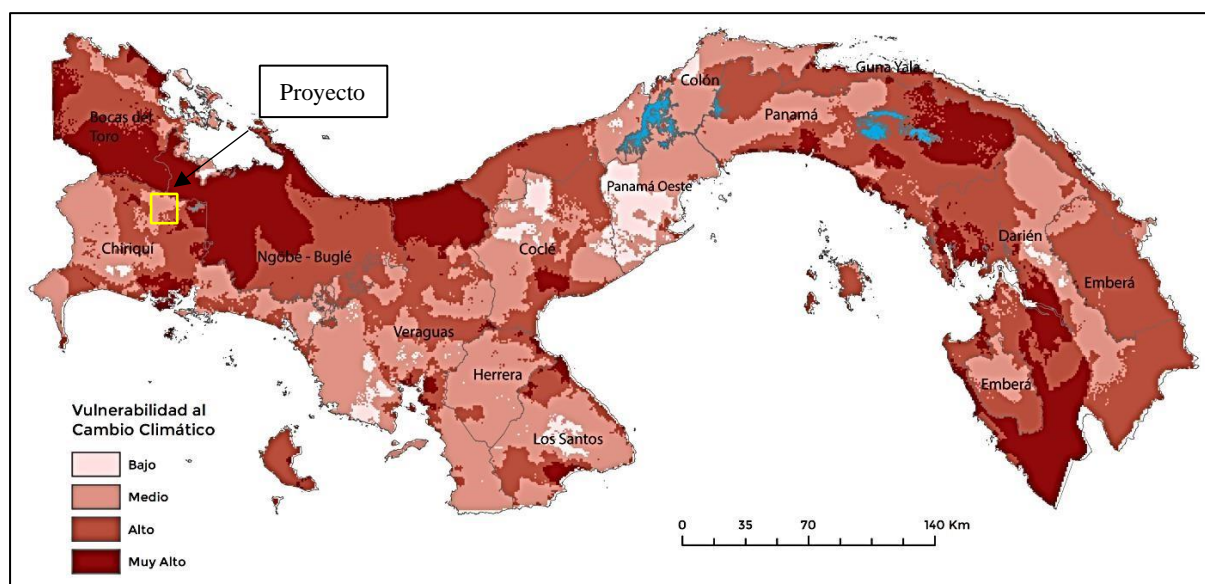 Proyecto
Colón
Guna Yala
Bocas del
Toro
Panamá
Panamá Oeste
Chiriquí
Ngöbe - Buglé
Coclé
Darién
Emberá
Veraguas
Herrera
Emberá
Los Santos
Vulnerabilidad al
Cambio Climático
Bajo
Medio
Alto
Muy Alto
0 35 70 140 Km